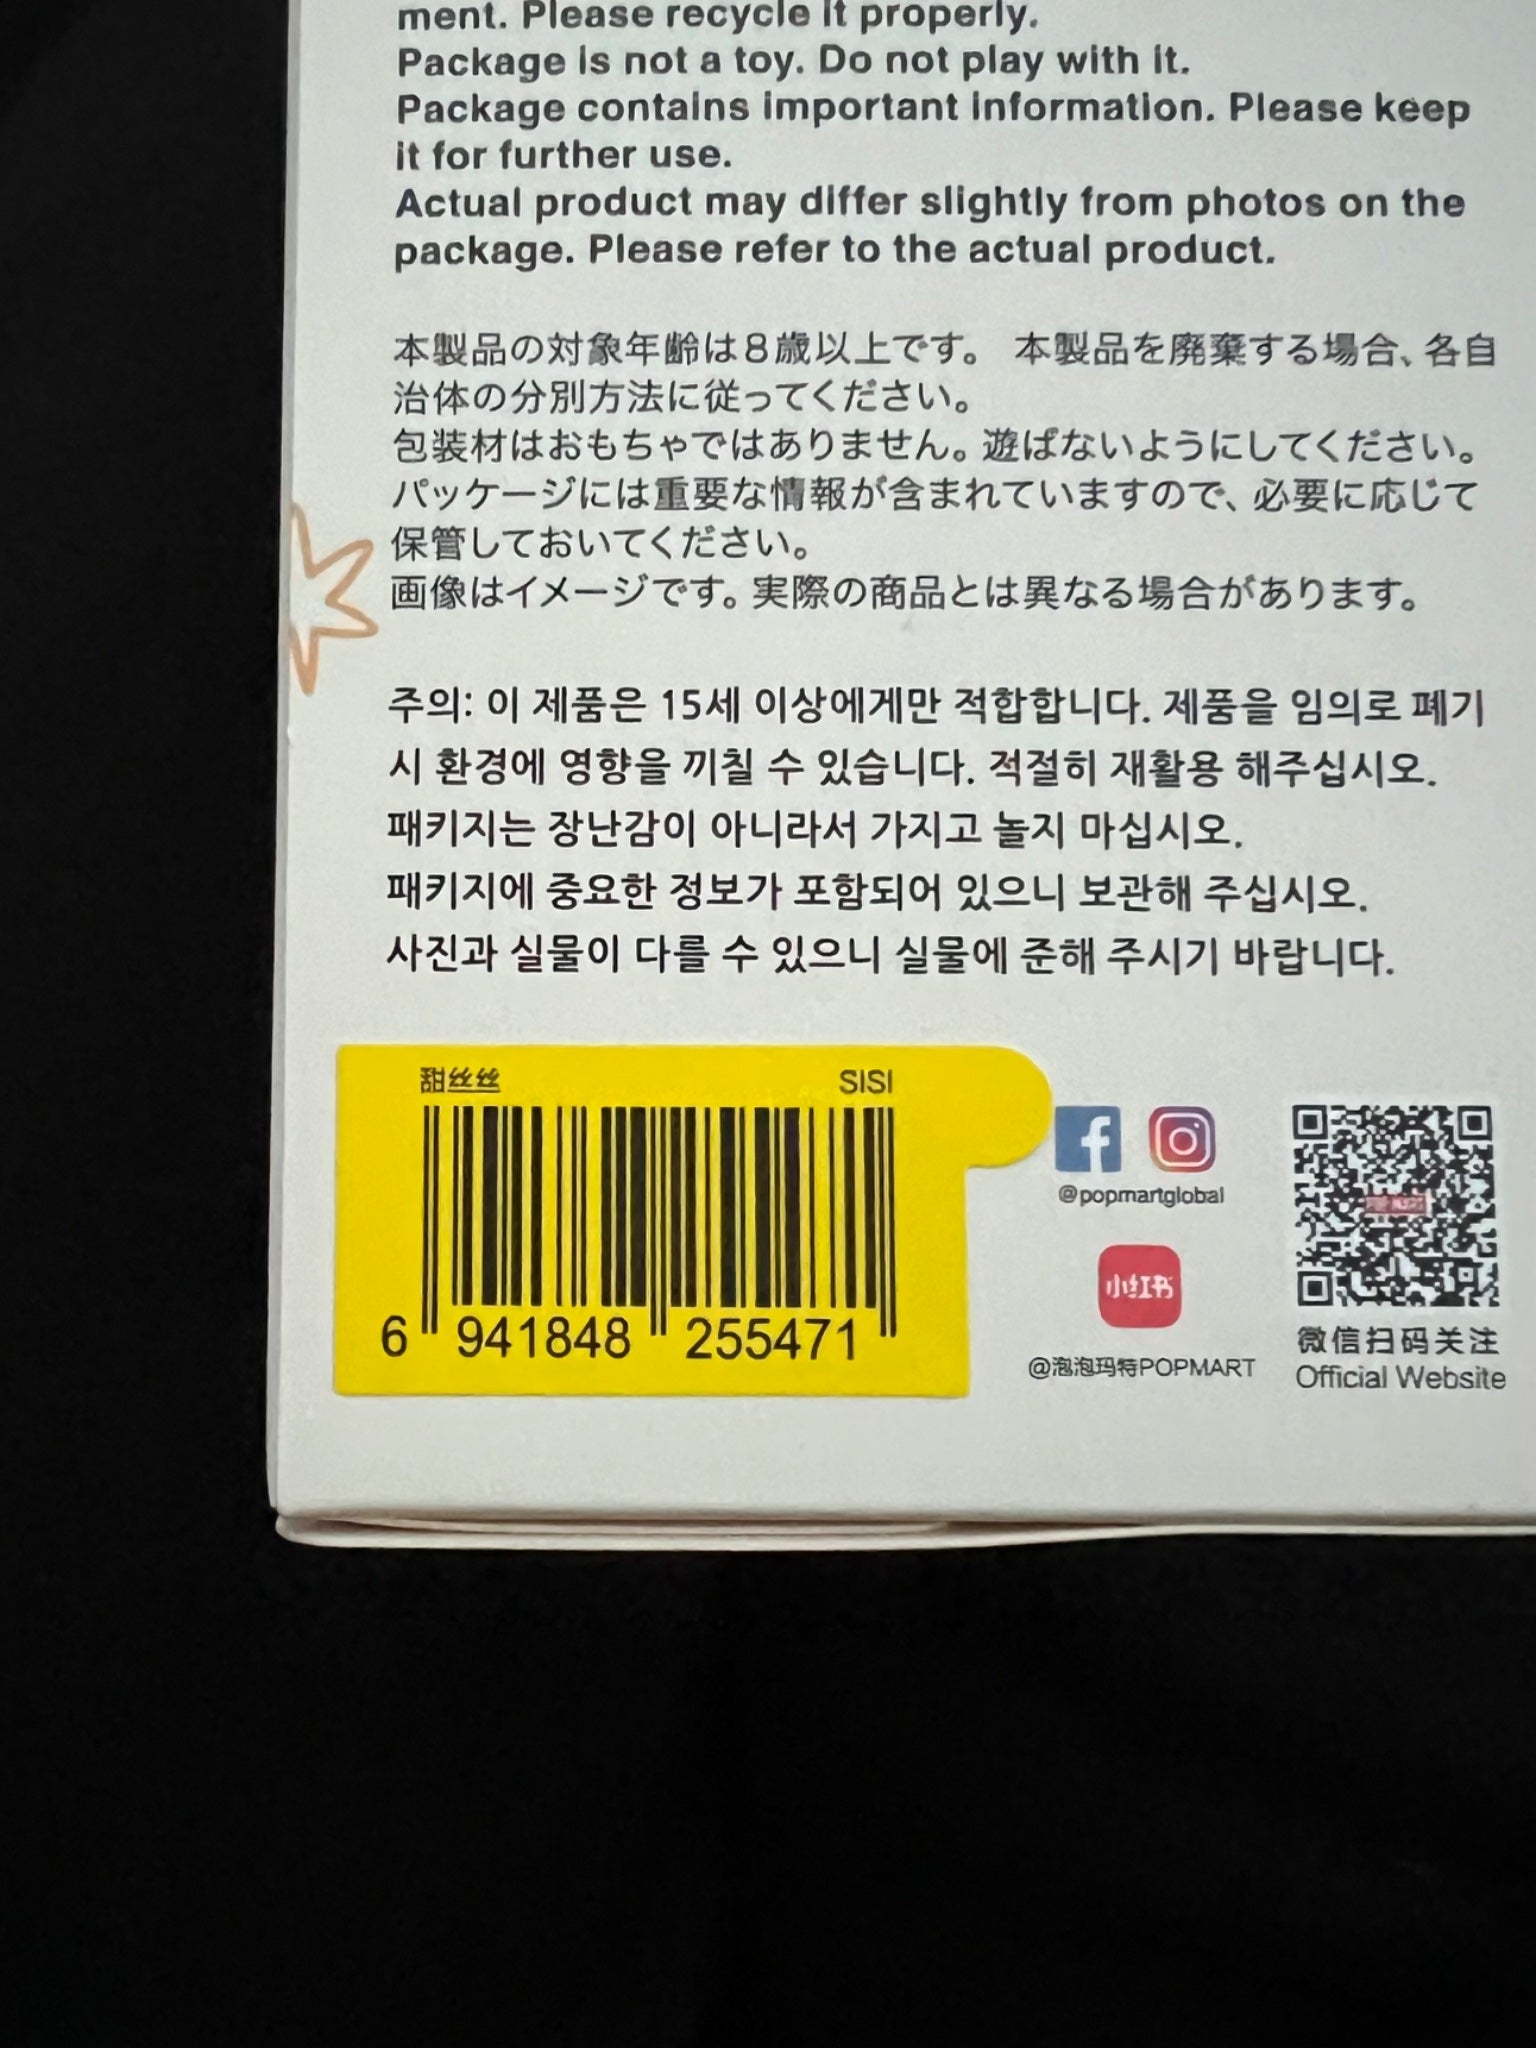 ment. Please recycle it properly.
Package is not a toy. Do not play with it.
Package contains important information. Please keep
it for further use.
Actual product may differ slightly from photos on the
package. Please refer to the actual product.
本製品の対象年齢は8歳以上です。 本製品を廃棄する場合、各自
治体の分別方法に従ってください。
包装材はおもちゃではありません。遊ばないようにしてください。
パッケージには重要な情報が含まれていますので、必要に応じて
保管しておいてください。
画像はイメージです。実際の商品とは異なる場合があります。
주의: 이 제품은 15세 이상에게만 적합합니다. 제품을 임의로 폐기
시 환경에 영향을 끼칠 수 있습니다. 적절히 재활용 해주십시오.
패키지는 장난감이 아니라서 가지고 놀지 마십시오.
패키지에 중요한 정보가 포함되어 있으니 보관해 주십시오.
사진과 실물이 다를 수 있으니 실물에 준해 주시기 바랍니다.
甜丝丝 SISI
6 941848 255471
@popmartglobal
小红书
@泡泡玛特POPMART
微信扫码关注
Official Website